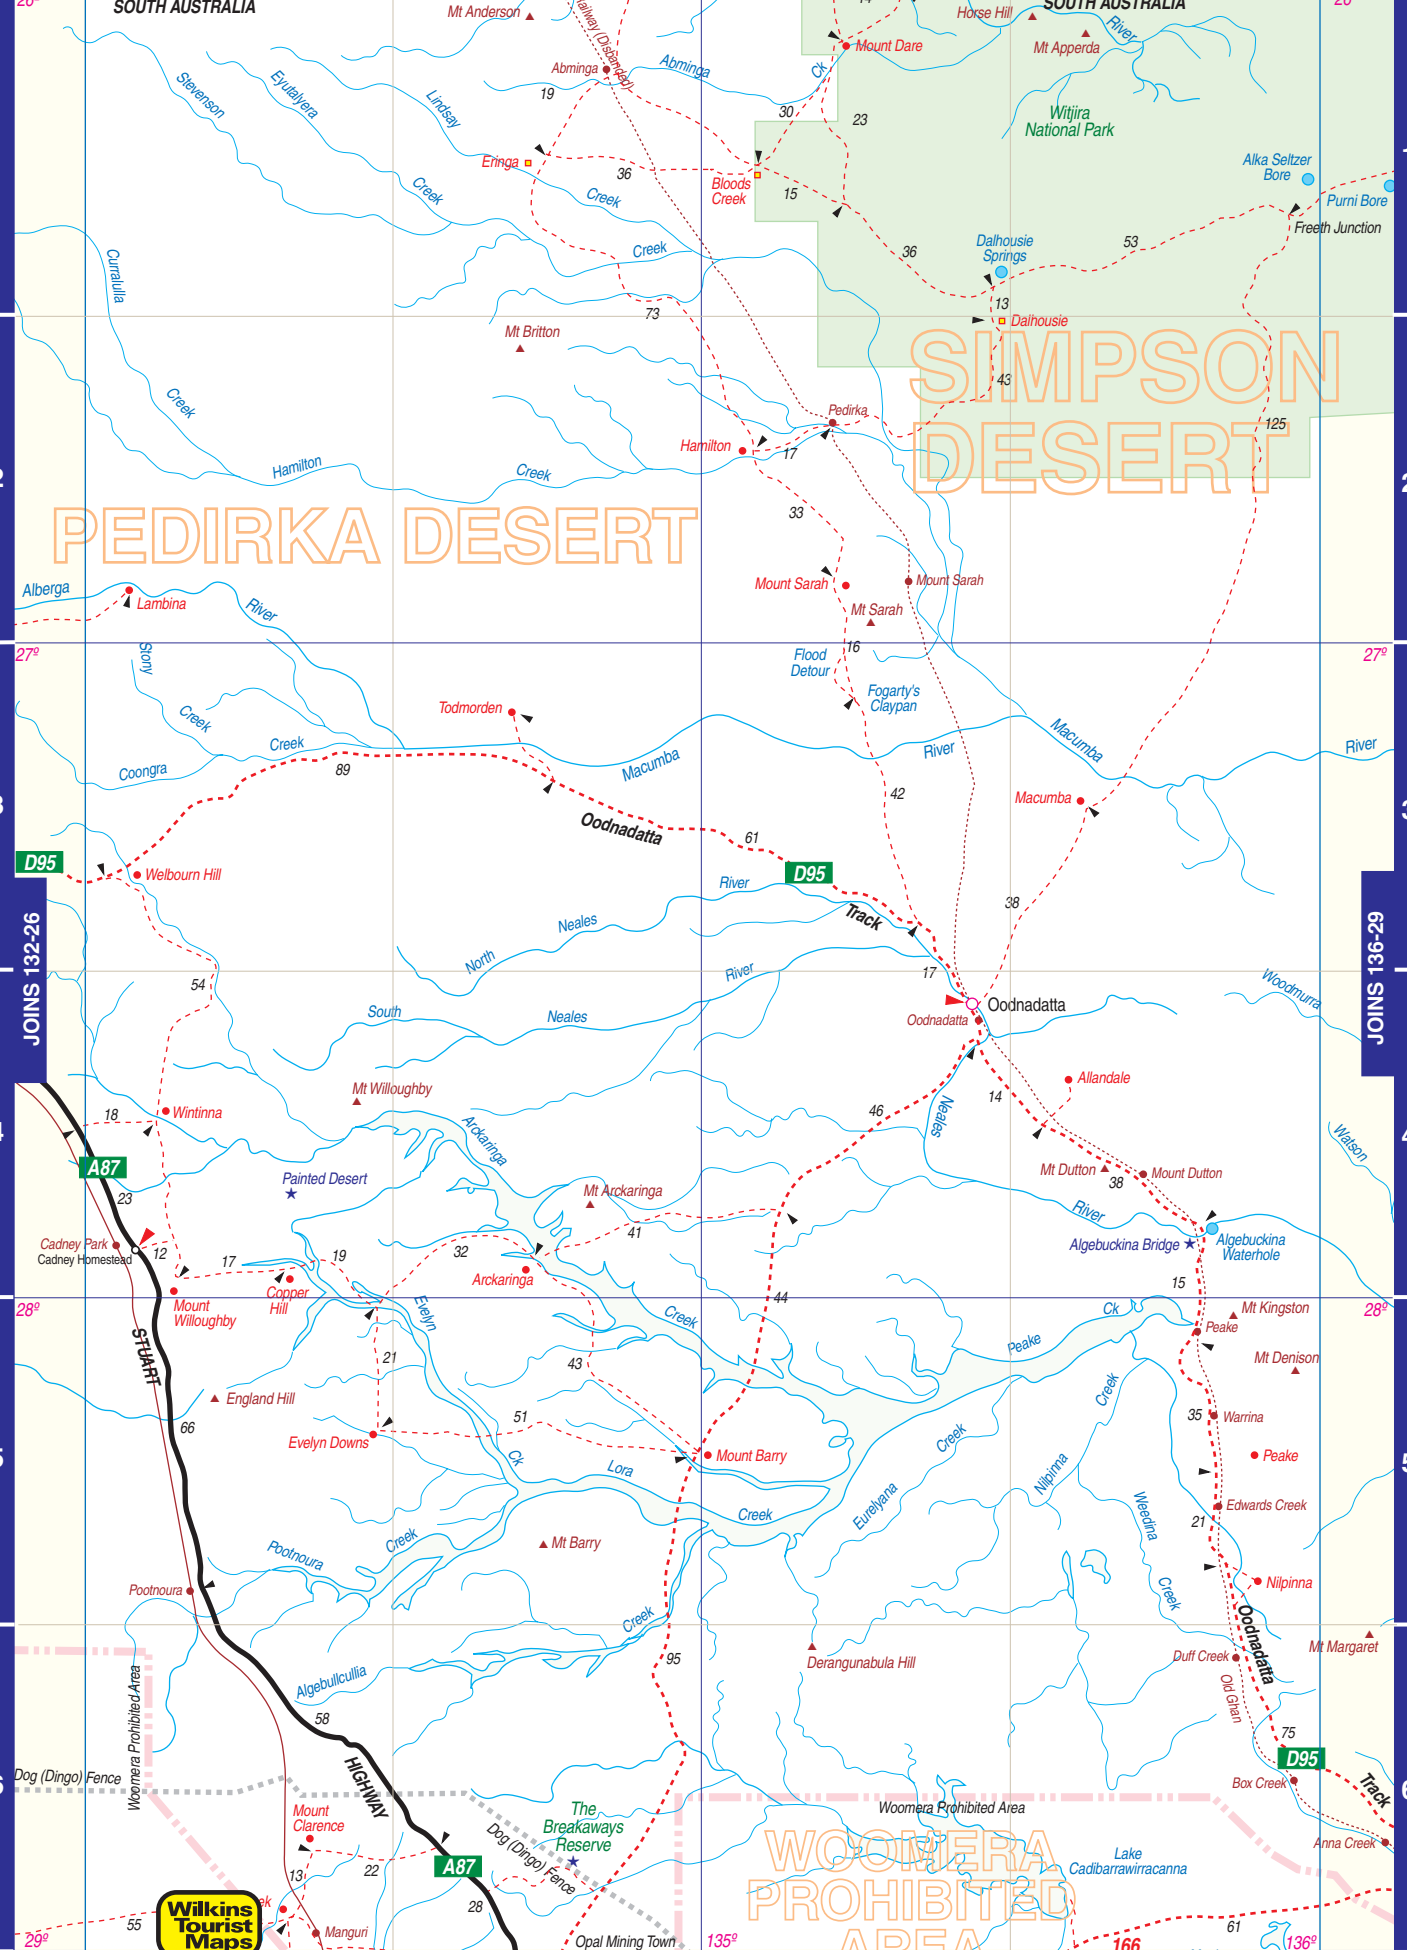 26º
SOUTH AUSTRALIA
Mt Anderson
Railway (Disbanded)
14
Horse Hill
SOUTH AUSTRALIA
26º
River
Mt Apperda
Mount Dare
Abminga
Abminga
Ck
Stevenson
Eyutalyera
Lindsay
19
30
23
Witjira
National Park
Eringa
36
Bloods
Creek
15
Alka Seltzer
Bore
Purni Bore
Creek
Creek
Creek
Freeth Junction
Curralulla
36
Dalhousie
Springs
53
13
Dalhousie
73
Mt Britton
SIMPSON
DESERT
43
Creek
Pedirka
125
Hamilton
17
Hamilton
Creek
33
PEDIRKA DESERT
Alberga
Lambina
River
Mount Sarah
Mount Sarah
Mt Sarah
27º
27º
Stony
16
Flood
Detour
Fogarty's
Claypan
Todmorden
Creek
Creek
Coongra
89
Macumba
River
Macumba
River
42
Macumba
Oodnadatta
61
D95
Welbourn Hill
D95
River
Track
38
JOINS 132-26
JOINS 136-29
Neales
North
River
17
54
South
Neales
Woodmurra
Oodnadatta
Oodnadatta
Mt Willoughby
Allandale
18
Wintinna
46
14
Neales
Arckaringa
Watson
A87
Painted Desert
Mt Arckaringa
Mt Dutton
38
Mount Dutton
23
River
41
Cadney Park
Cadney Homestead
12
17
19
32
Arckaringa
Algebuckina Bridge
Algebuckina
Waterhole
15
Copper
Hill
Mount
Willoughby
28º
28º
Evelyn
44
Creek
Ck
Mt Kingston
Peake
Peake
STUART
21
43
Mt Denison
England Hill
Creek
66
51
35
Warrina
Evelyn Downs
Mount Barry
Creek
Peake
Ck
Lora
Nilpinna
Creek
Eurelyana
Weedina
Edwards Creek
21
Creek
Pootnoura
Mt Barry
Pootnoura
Creek
Nilpinna
Creek
Oodnadatta
Mt Margaret
95
Derangunabula Hill
Duff Creek
Old Ghan
Algebullcullia
Woomera Prohibited Area
58
75
D95
Dog (Dingo) Fence
HIGHWAY
Box Creek
Track
Mount
Clarence
The
Breakaways
Reserve
Woomera Prohibited Area
Dog (Dingo) Fence
WOOMERA
PROHIBITED
AREA
Anna Creek
Lake
Cadibarrawirracanna
13
22
A87
Wilkins
Tourist
Maps
55
28
Manguri
61
29º
Opal Mining Town
135º
166
136º